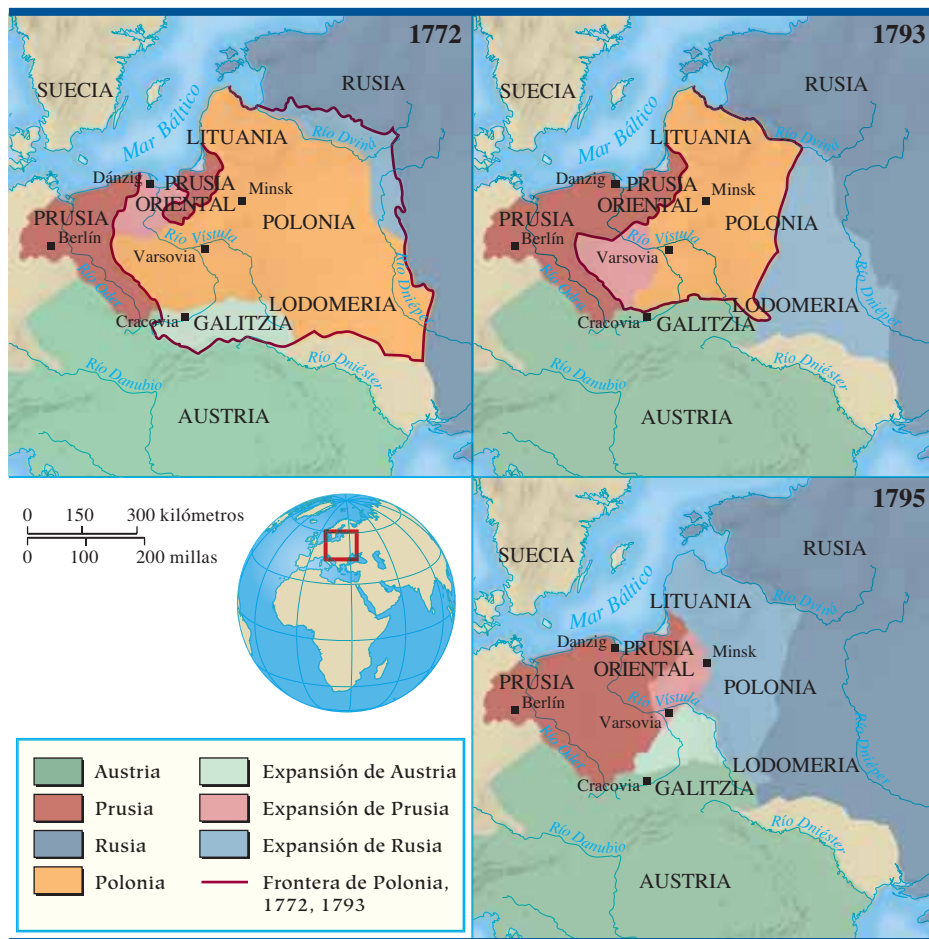 1772
SUECIA
RUSIA
Mar Báltico
LITUANIA
Río Dvina
Dánzig
PRUSIA
ORIENTAL
Minsk
PRUSIA
Berlín
POLONIA
Río Vístula
Varsovia
Río Oder
LODOMERIA
Río Dniéper
Cracovia
GALITZIA
Río Danubio
Río Dniéster
AUSTRIA
1793
SUECIA
RUSIA
Mar Báltico
LITUANIA
Río Dvina
Danzig
PRUSIA
ORIENTAL
Minsk
PRUSIA
Berlín
POLONIA
Río Vístula
Varsovia
Río Oder
LODOMERIA
Río Dniéper
Cracovia
GALITZIA
Río Danubio
Río Dniéster
AUSTRIA
0 150 300 kilómetros
0 100 200 millas
1795
SUECIA
RUSIA
Mar Báltico
LITUANIA
Río Dvina
Danzig
PRUSIA
ORIENTAL
Minsk
PRUSIA
Berlín
POLONIA
Río Vístula
Varsovia
Río Oder
LODOMERIA
Río Dniéper
Cracovia
GALITZIA
Río Danubio
Río Dniéster
AUSTRIA
Austria
Prusia
Rusia
Polonia
Expansión de Austria
Expansión de Prusia
Expansión de Rusia
Frontera de Polonia,
1772, 1793